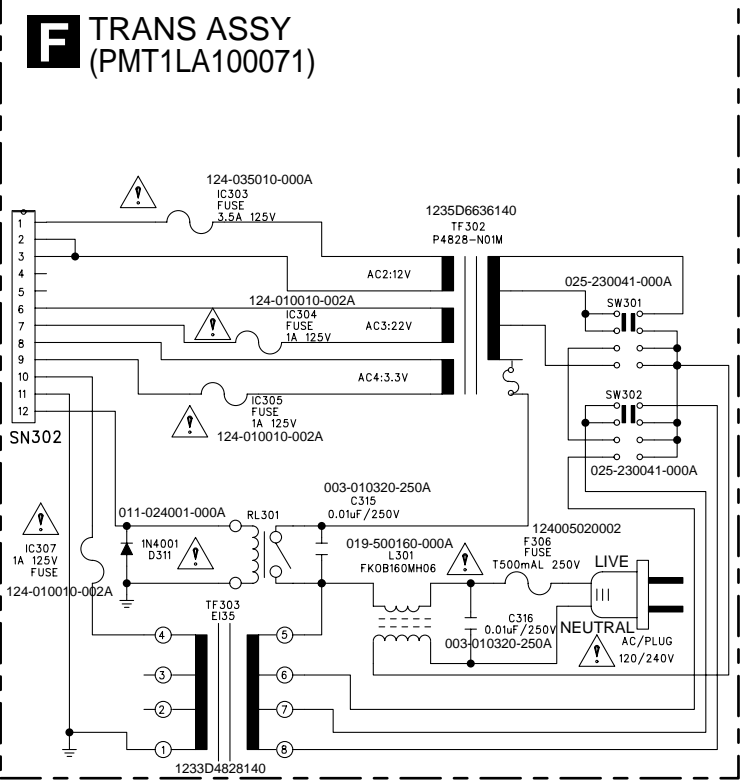 F TRANS ASSY
(PMT1LA100071)
124-035010-000A
IC303
FUSE
3.5A 125V
1235D6636140
TF302
P4828-N01M
1
2
3
4
5
6
7
8
9
10
11
12
SN302
AC2:12V
124-010010-002A
IC304
FUSE
1A 125V
AC3:22V
AC4:3.3V
IC305
FUSE
1A 125V
124-010010-002A
025-230041-000A
SW301
SW302
025-230041-000A
003-010320-250A
C315
0.01uF/250V
011-024001-000A
RL301
1N4001
D311
IC307
1A 125V
FUSE
124-010010-002A
019-500160-000A
L301
FKOB160MH06
124005020002
F306
FUSE
T500mAL 250V
LIVE
C316
0.01uF/250V
003-010320-250A
NEUTRAL
AC/PLUG
120/240V
TF303
EI35
4
3
2
1
5
6
7
8
1233D4828140
!
!
!
!
!
!
!